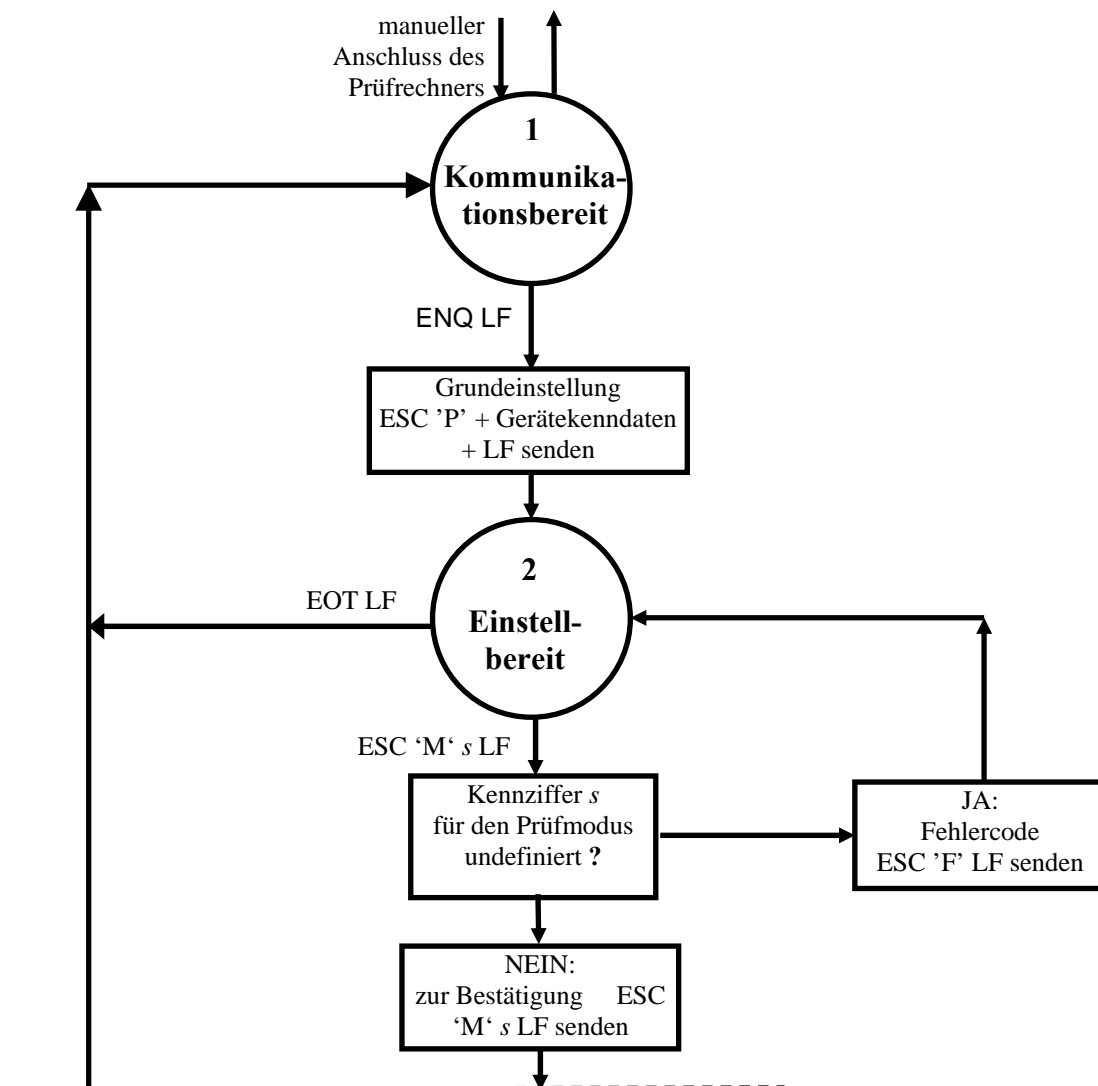 manueller
Anschluss des
Prüfrechners
1
Kommunika-
tionsbereit
ENQ LF
Grundeinstellung
ESC ’P’ + Gerätekenndaten
+ LF senden
2
Einstell-
bereit
EOT LF
ESC ‘M‘ s LF
Kennziffer s
für den Prüfmodus
undefiniert ?
JA:
Fehlercode
ESC ’F’ LF senden
NEIN:
zur Bestätigung ESC
‘M‘ s LF senden